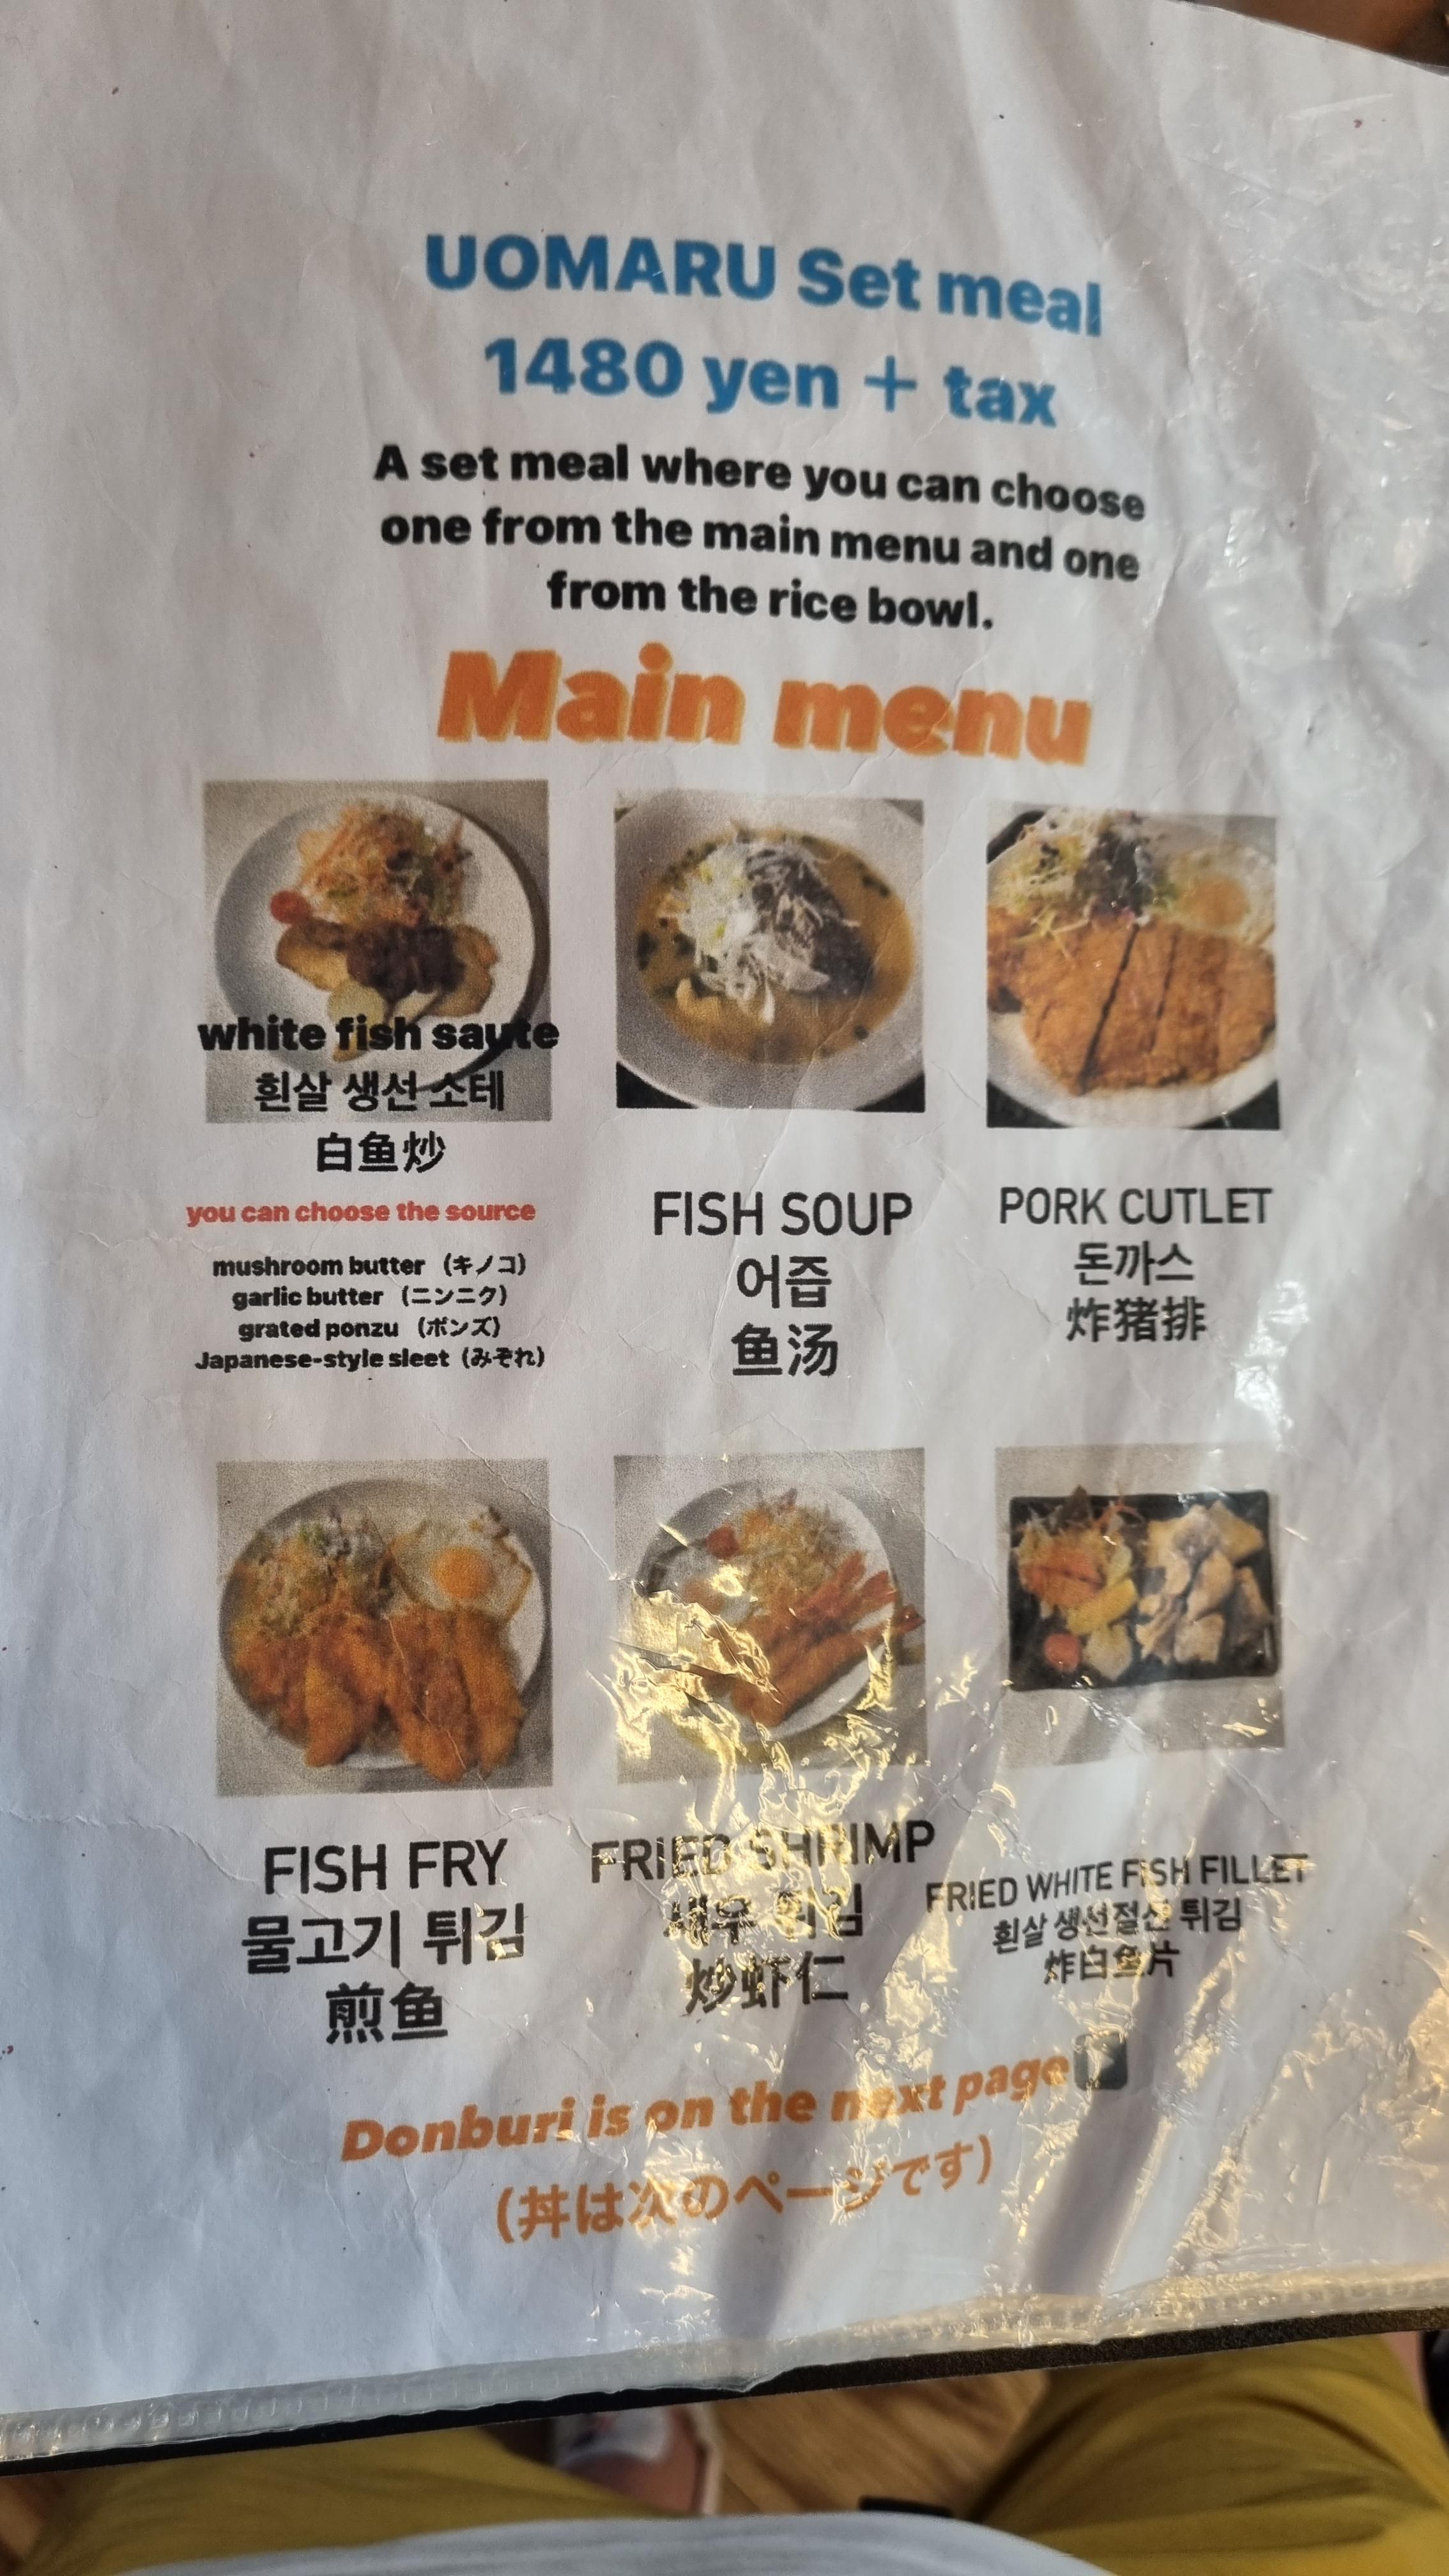 UOMARU Set meal
1480 yen + tax
A set meal where you can choose
one from the main menu and one
from the rice bowl.
Main menu
white fish saute
흰살 생선 소테
白鱼炒
you can choose the source
mushroom butter （キノコ）
garlic butter （ニンニク）
grated ponzu （ポンズ）
Japanese-style sleet（みぞれ）
FISH SOUP
어즙
鱼汤
PORK CUTLET
돈까스
炸猪排
FISH FRY
물고기 튀김
煎鱼
FRIED SHRIMP
새우 튀김
炒虾仁
FRIED WHITE FISH FILLET
흰살 생선절신 튀김
炸白鱼片
Donburi is on the next page
（丼は次のページです）